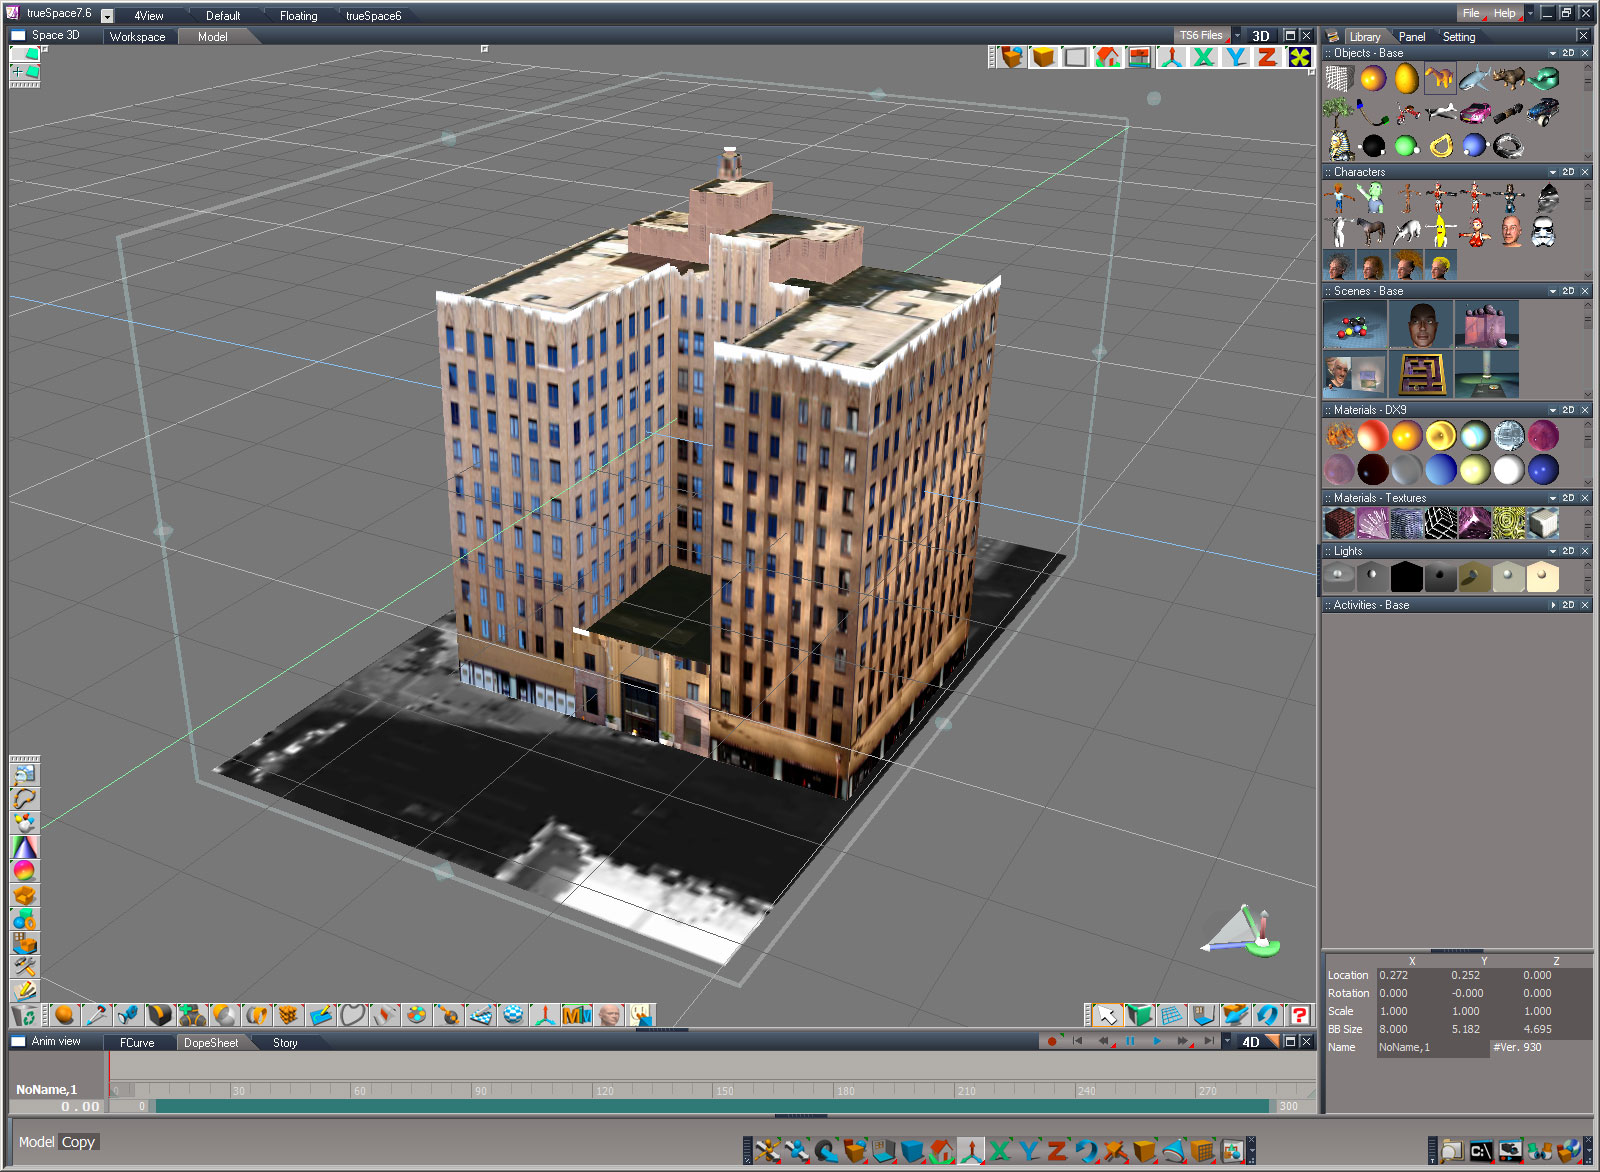 trueSpace7.6
4View
Default
Floating
trueSpace6
File
Help
Space 3D
Workspace
Model
TS6 Files
3D
Library
Panel
Setting
:: Objects - Base
2D
:: Characters
2D
:: Scenes - Base
2D
:: Materials - DX9
2D
:: Materials - Textures
2D
:: Lights
2D
:: Activities - Base
2D
X Y Z
Location 0.272 0.252 0.000
Rotation 0.000 -0.000 0.000
Scale 1.000 1.000 1.000
BB Size 8.000 5.182 4.695
Name NoName,1 #Ver. 930
Anim view
FCurve
DopeSheet
Story
4D
0 30 60 90 120 150 180 210 240 270
NoName,1
0.00
0
300
Model Copy